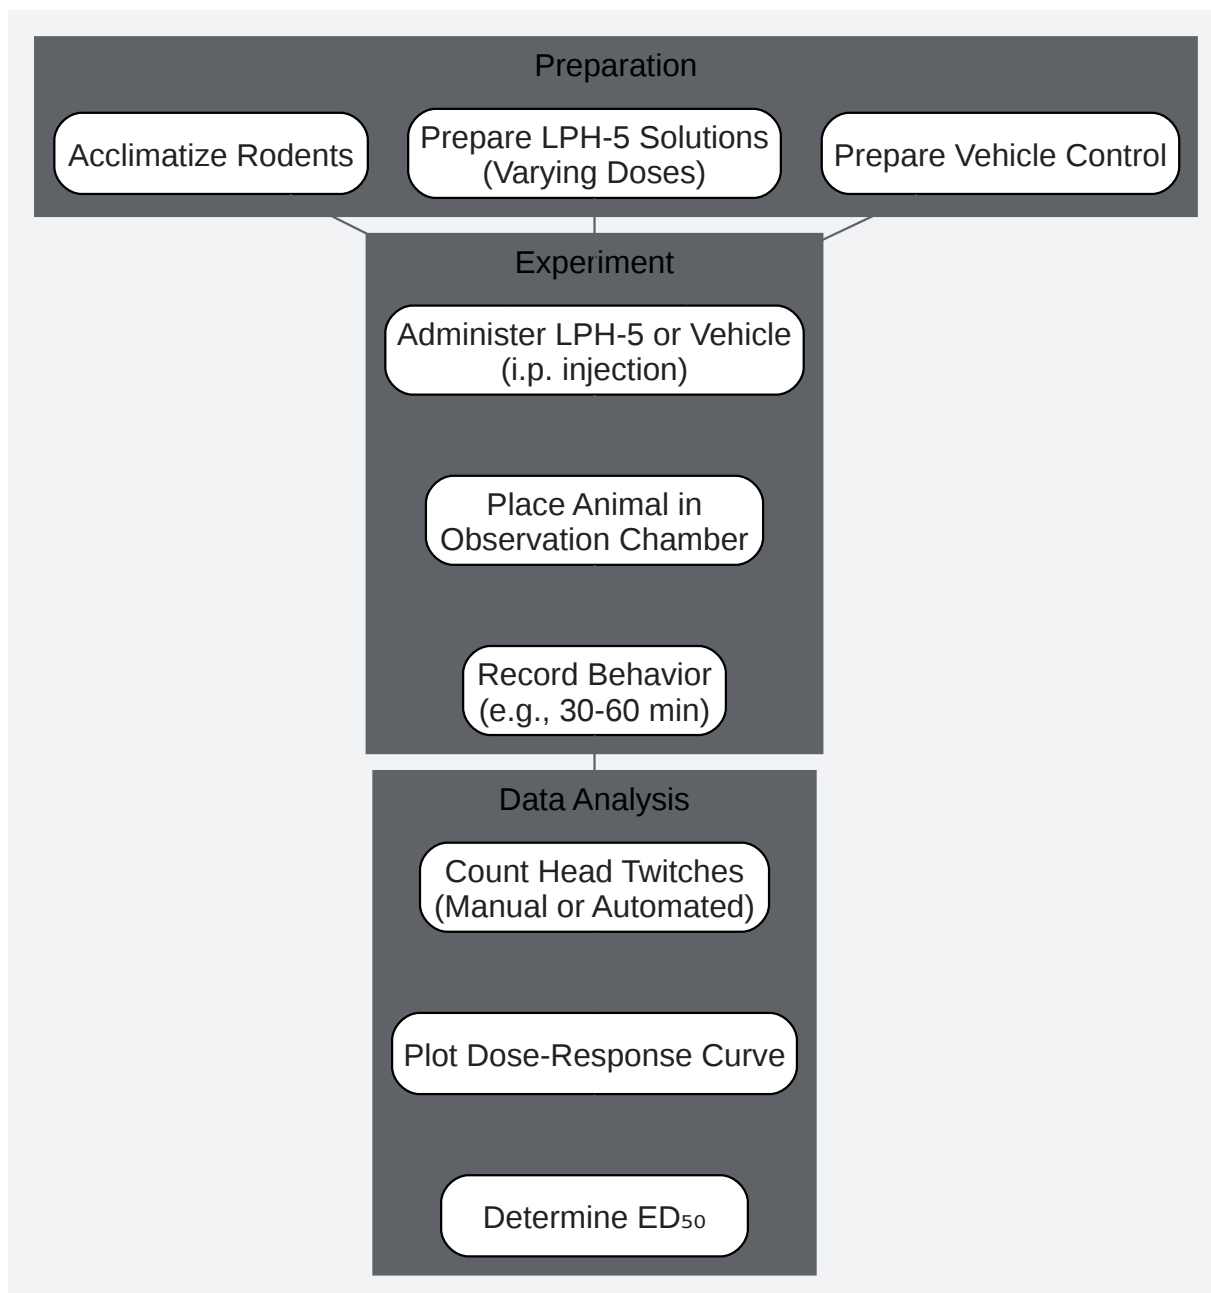 Preparation
Acclimatize Rodents
Prepare LPH-5 Solutions
(Varying Doses)
Prepare Vehicle Control
Experiment
Administer LPH-5 or Vehicle
(i.p. injection)
Place Animal in
Observation Chamber
Record Behavior
(e.g., 30-60 min)
Data Analysis
Count Head Twitches
(Manual or Automated)
Plot Dose-Response Curve
Determine ED₅₀